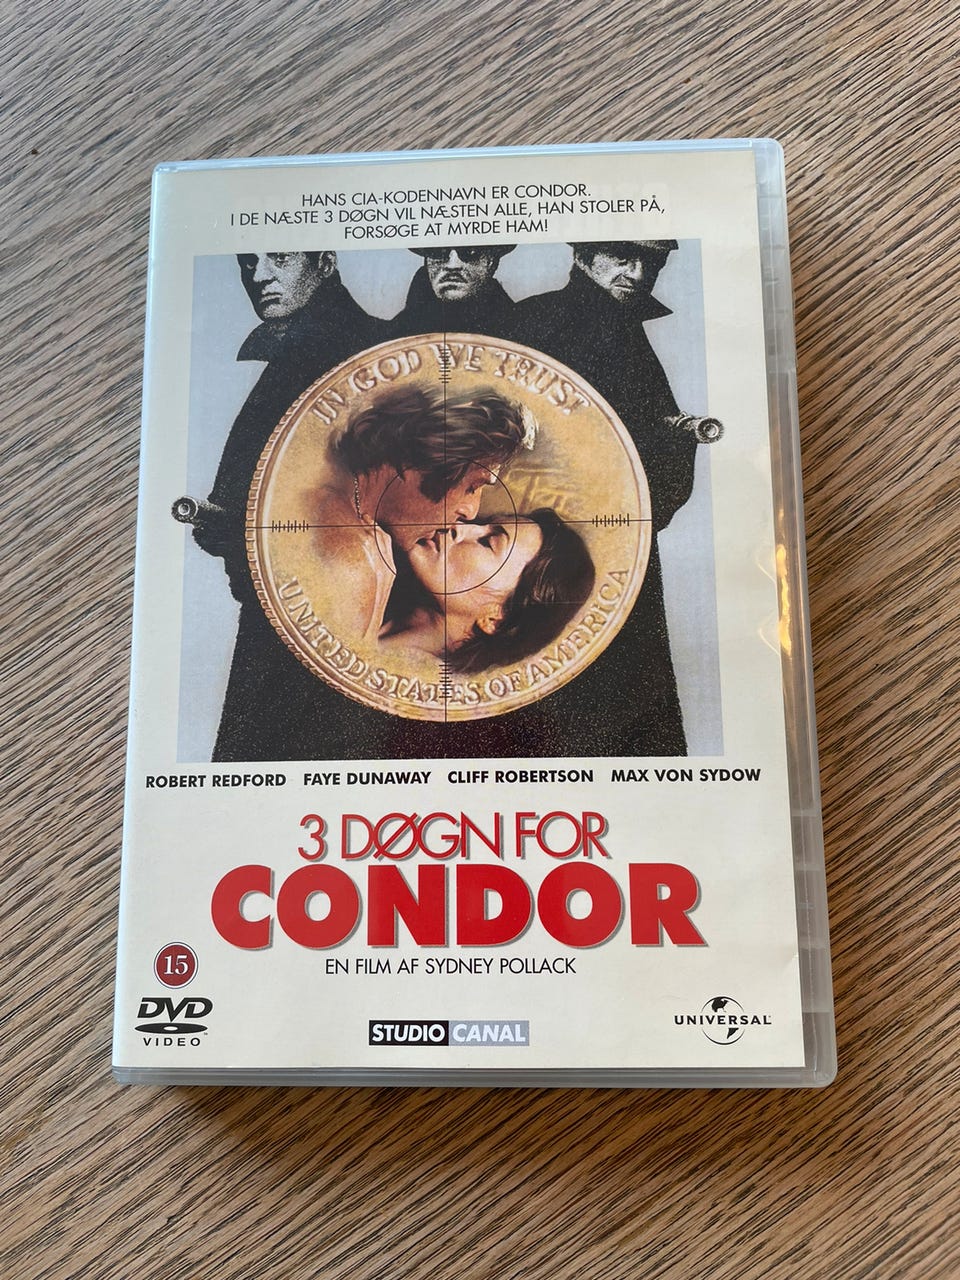 HANS CIA-KODENNAVN ER CONDOR.
I DE NÆSTE 3 DØGN VIL NÆSTEN ALLE, HAN STOLER PÅ,
FORSØGE AT MYRDE HAM!
IN GOD WE TRUST
UNITED STATES OF AMERICA
ROBERT REDFORD FAYE DUNAWAY CLIFF ROBERTSON MAX VON SYDOW
3 DØGN FOR
CONDOR
EN FILM AF SYDNEY POLLACK
15
DVD
VIDEO
STUDIO CANAL
UNIVERSAL